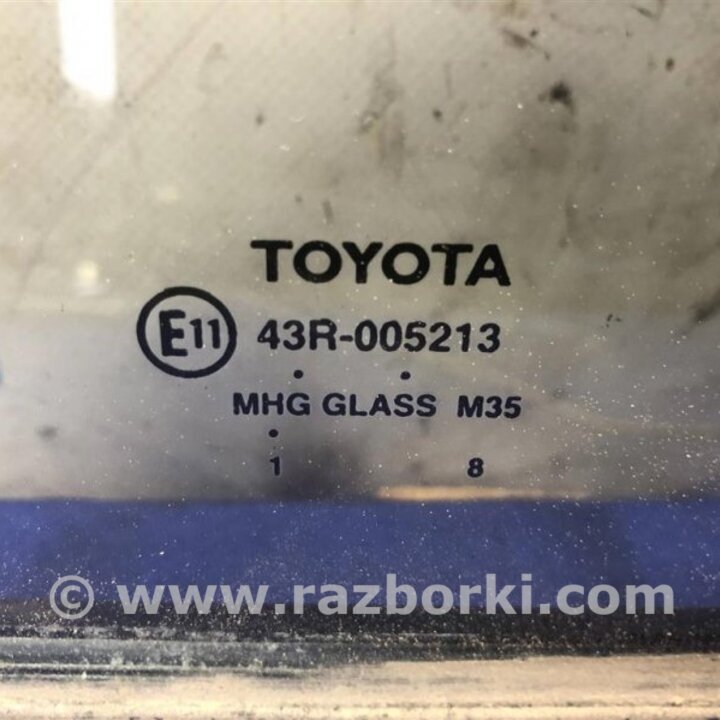 TOYOTA
E11 43R-005213
MHG GLASS M35
1 8
© www.razborki.com